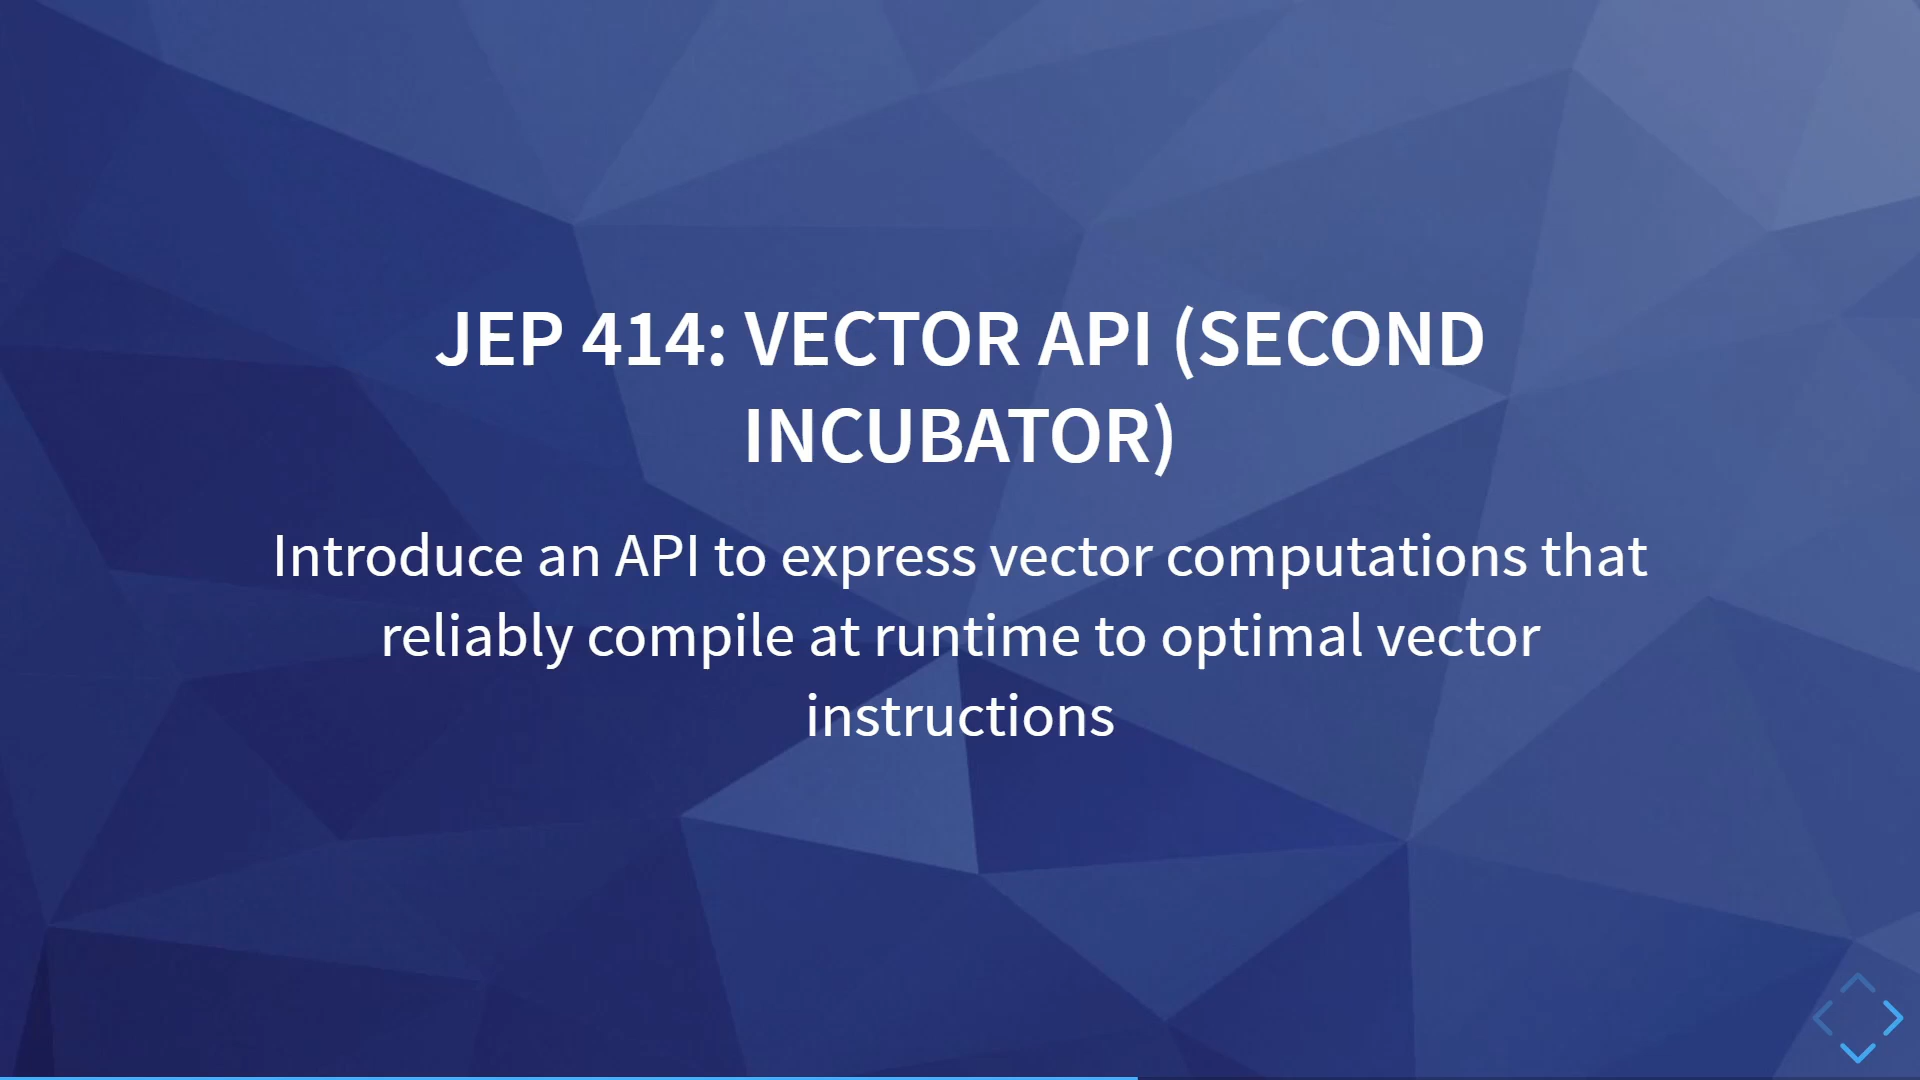 JEP 414: VECTOR API (SECOND
INCUBATOR)
Introduce an API to express vector computations that
reliably compile at runtime to optimal vector
instructions